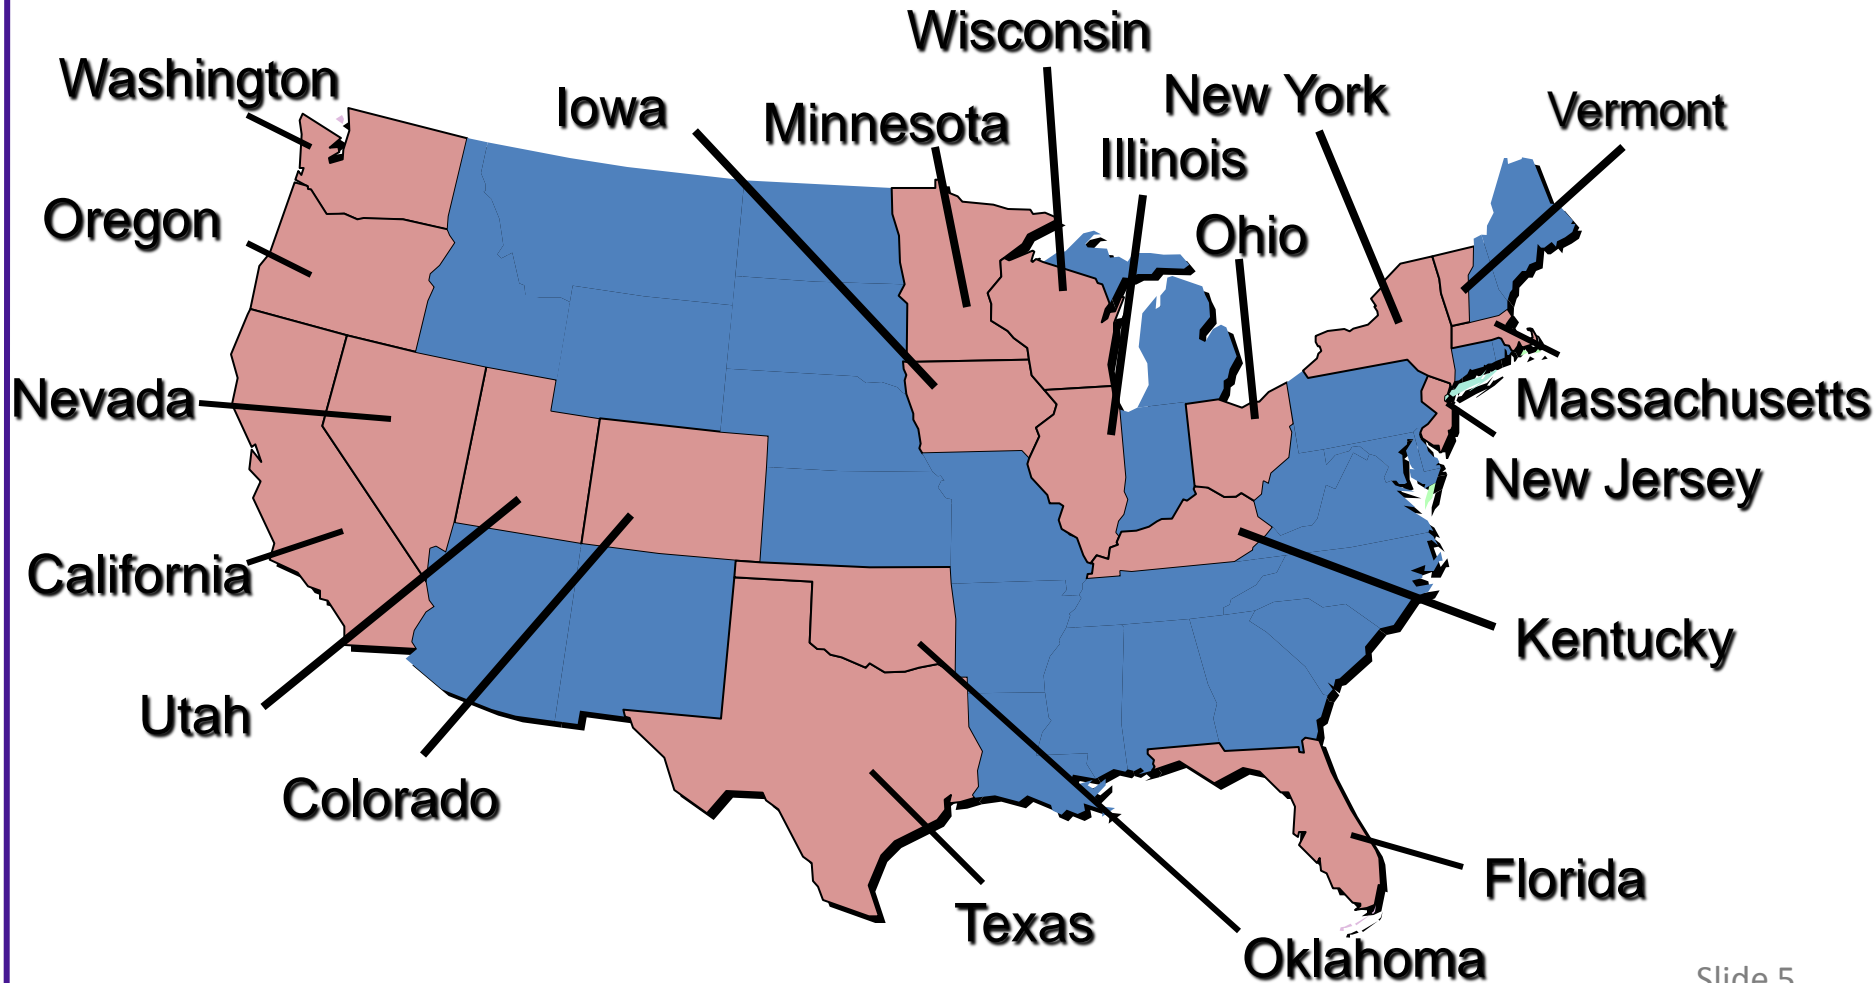 Wisconsin
Washington
Iowa
Minnesota
New York
Vermont
Illinois
Oregon
Ohio
Nevada
Massachusetts
New Jersey
California
Kentucky
Utah
Colorado
Florida
Texas
Oklahoma
Slide 5